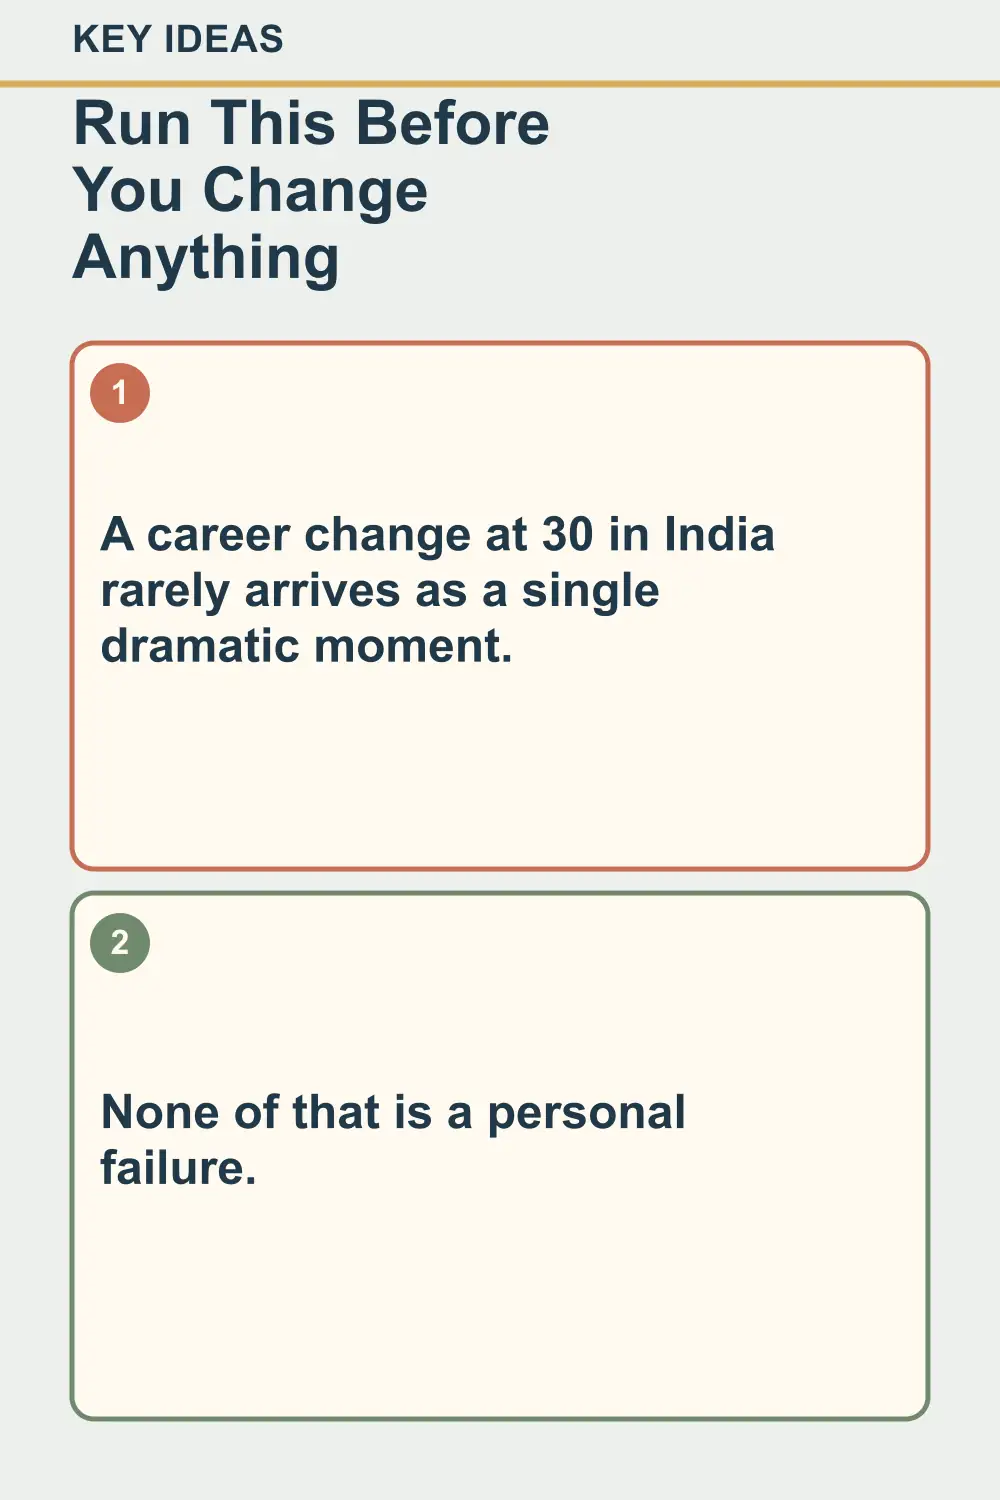 KEY IDEAS
Run This Before
You Change
Anything
1
A career change at 30 in India
rarely arrives as a single
dramatic moment.
2
None of that is a personal
failure.